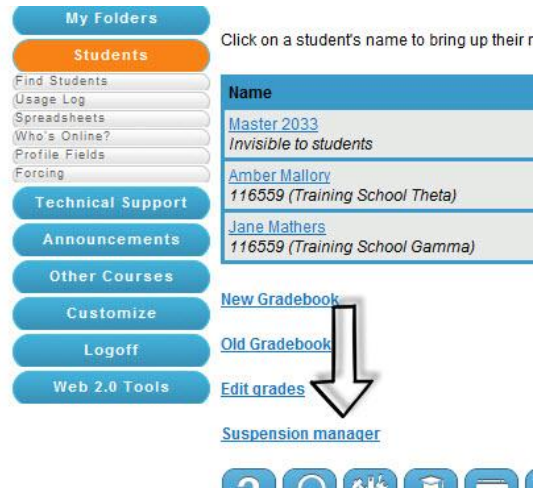 My Folders
Students
Find Students
Usage Log
Spreadsheets
Who's Online?
Profile Fields
Forcing
Technical Support
Announcements
Other Courses
Customize
Logoff
Web 2.0 Tools
Click on a student's name to bring up their
Name
Master 2033
Invisible to students
Amber Mallory
116559 (Training School Theta)
Jane Mathers
116559 (Training School Gamma)
New Gradebook
Old Gradebook
Edit grades
Suspension manager